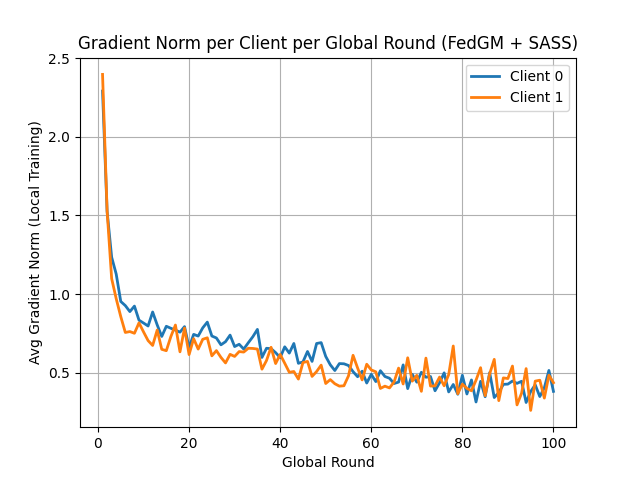 Gradient Norm per Client per Global Round (FedGM + SASS)
Client 0
Client 1
Avg Gradient Norm (Local Training)
2.5
2.0
1.5
1.0
0.5
0 20 40 60 80 100
Global Round